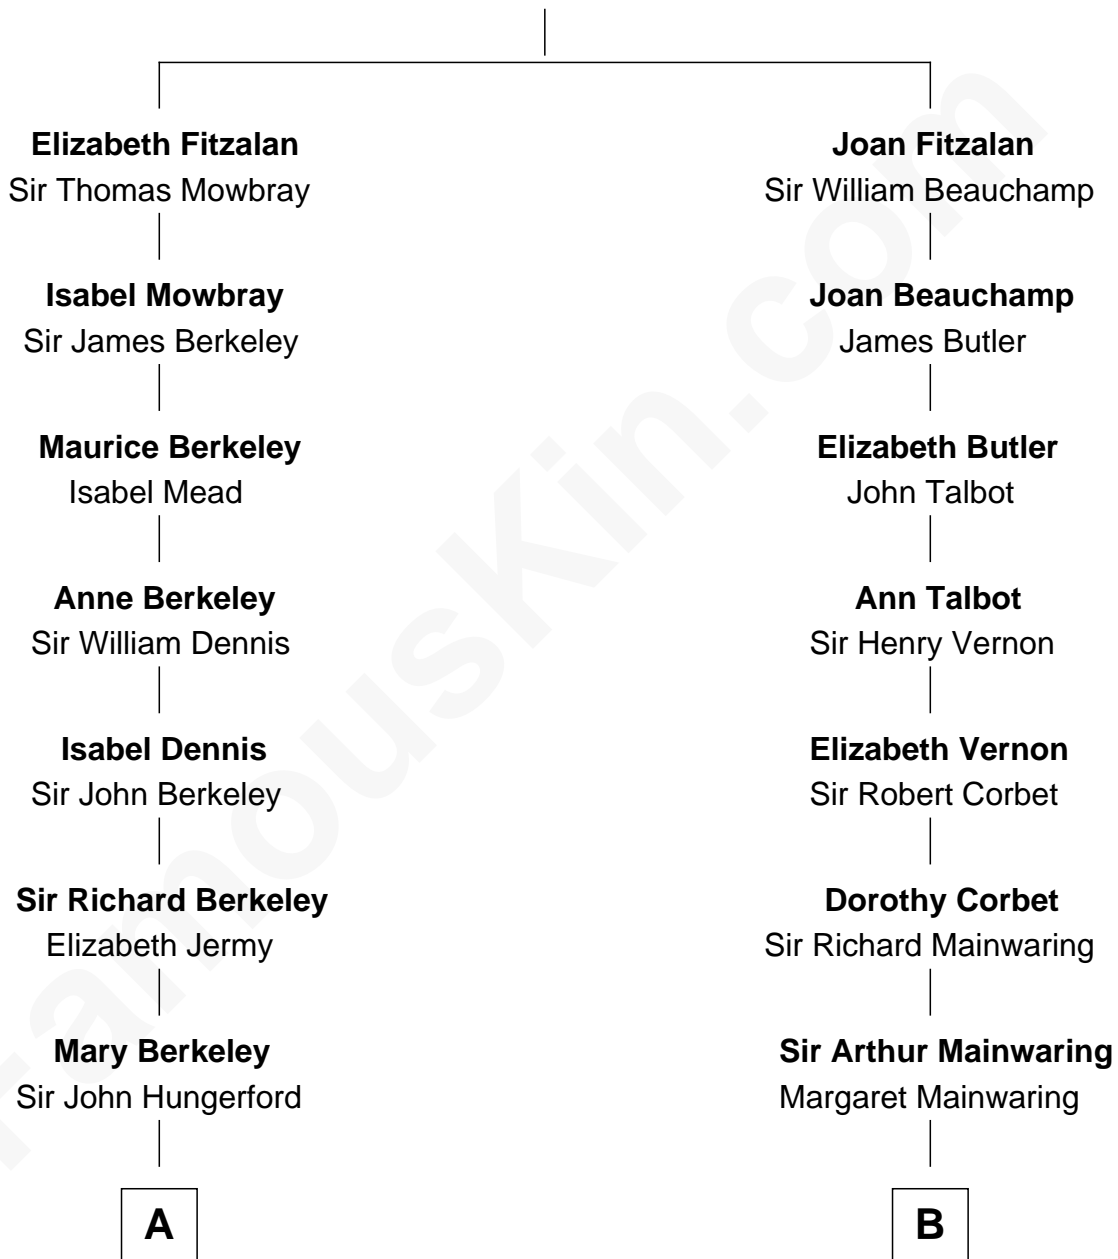 Elizabeth Fitzalan
Sir Thomas Mowbray
Isabel Mowbray
Sir James Berkeley
Maurice Berkeley
Isabel Mead
Anne Berkeley
Sir William Dennis
Isabel Dennis
Sir John Berkeley
Sir Richard Berkeley
Elizabeth Jermy
Mary Berkeley
Sir John Hungerford
A
Joan Fitzalan
Sir William Beauchamp
Joan Beauchamp
James Butler
Elizabeth Butler
John Talbot
Ann Talbot
Sir Henry Vernon
Elizabeth Vernon
Sir Robert Corbet
Dorothy Corbet
Sir Richard Mainwaring
Sir Arthur Mainwaring
Margaret Mainwaring
B
FamousKin.com